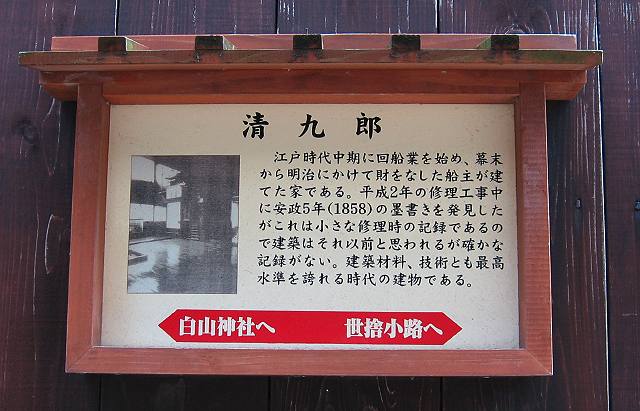 清九郎
江戸時代中期に回船業を始め、幕末
から明治にかけて財をなした船主が建
てた家である。平成2年の修理工事中
に安政5年(1858)の墨書きを発見した
がこれは小さな修理時の記録であるの
で建築はそれ以前と思われるが確かな
記録がない。建築材料、技術とも最高
水準を誇れる時代の建物である。
白山神社へ 世捨小路へ